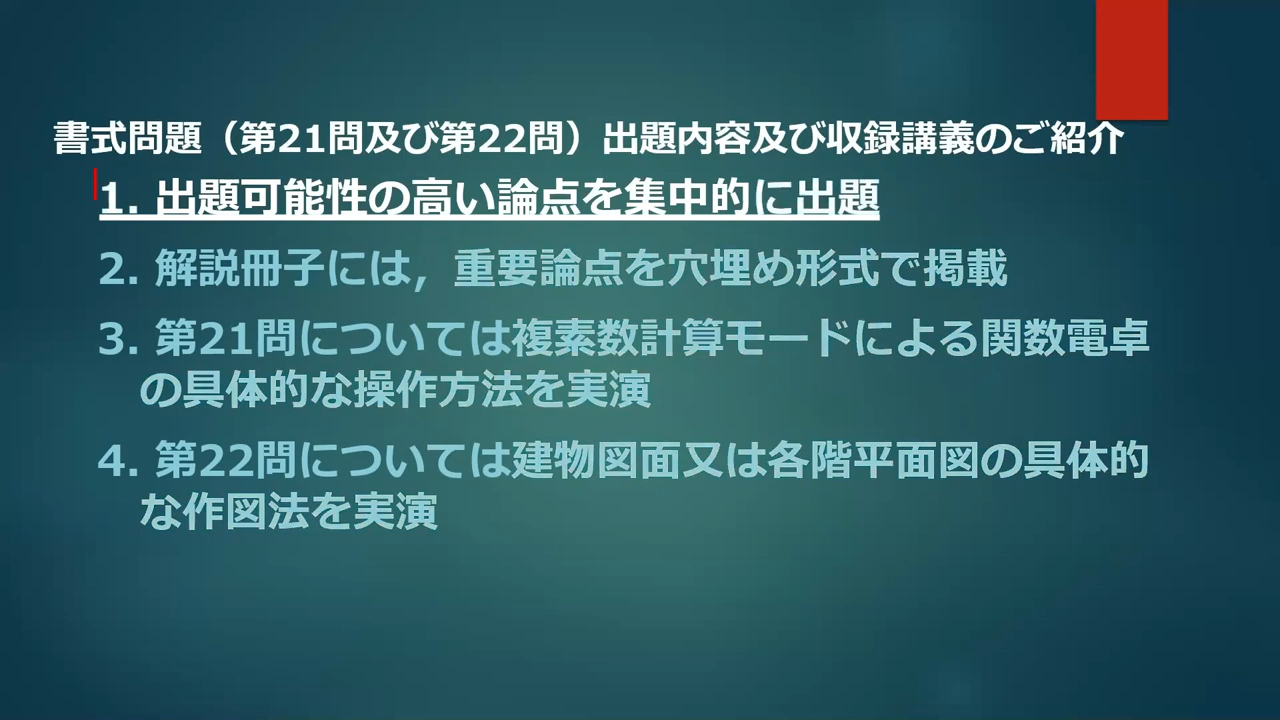 書式問題（第21問及び第22問）出題内容及び収録講義のご紹介
1. 出題可能性の高い論点を集中的に出題
2. 解説冊子には，重要論点を穴埋め形式で掲載
3. 第21問については複素数計算モードによる関数電卓
の具体的な操作方法を実演
4. 第22問については建物図面又は各階平面図の具体的
な作図法を実演